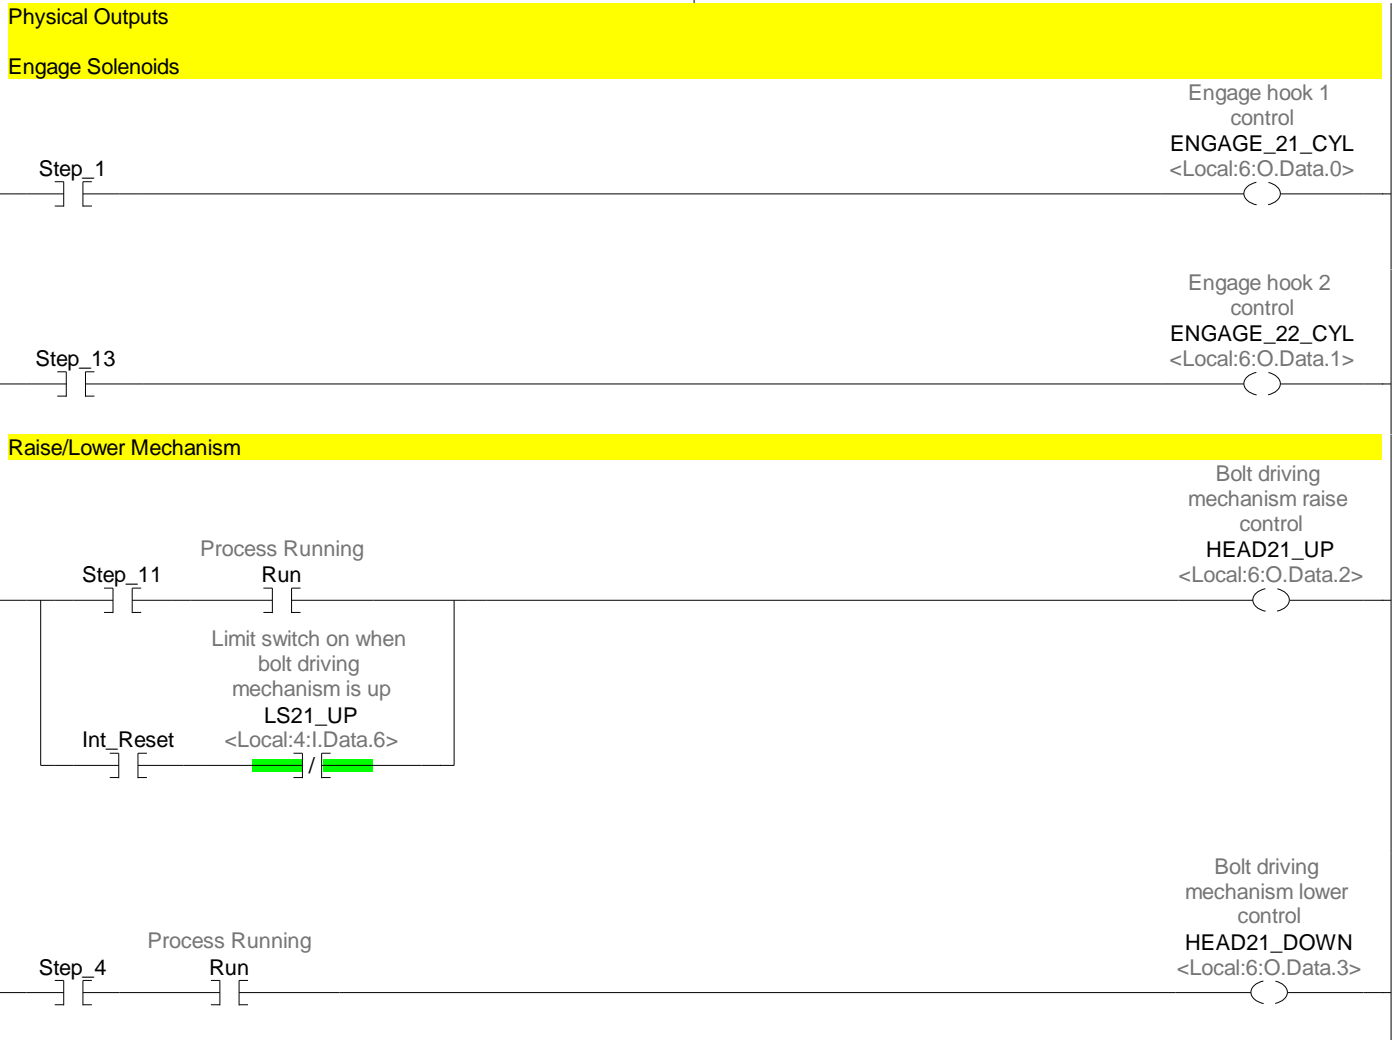 Physical Outputs
Engage Solenoids
Engage hook 1
control
ENGAGE_21_CYL
<Local:6:O.Data.0>
Step_1
Engage hook 2
control
ENGAGE_22_CYL
<Local:6:O.Data.1>
Step_13
Raise/Lower Mechanism
Bolt driving
mechanism raise
control
HEAD21_UP
<Local:6:O.Data.2>
Process Running
Step_11 Run
Limit switch on when
bolt driving
mechanism is up
LS21_UP
<Local:4:I.Data.6>
Int_Reset
/
Bolt driving
mechanism lower
control
HEAD21_DOWN
<Local:6:O.Data.3>
Process Running
Step_4 Run